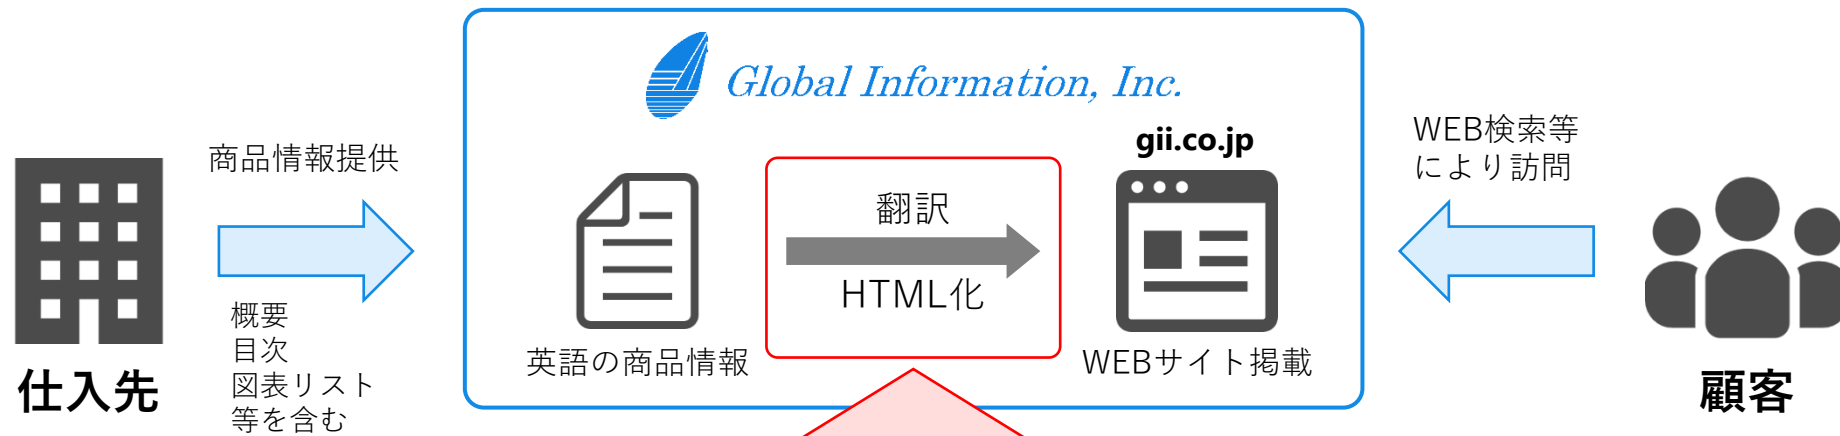 Global Information, Inc.
gii.co.jp
商品情報提供
概要
目次
図表リスト
等を含む
仕入先
翻訳
HTML化
英語の商品情報
WEBサイト掲載
WEB検索等
により訪問
顧客